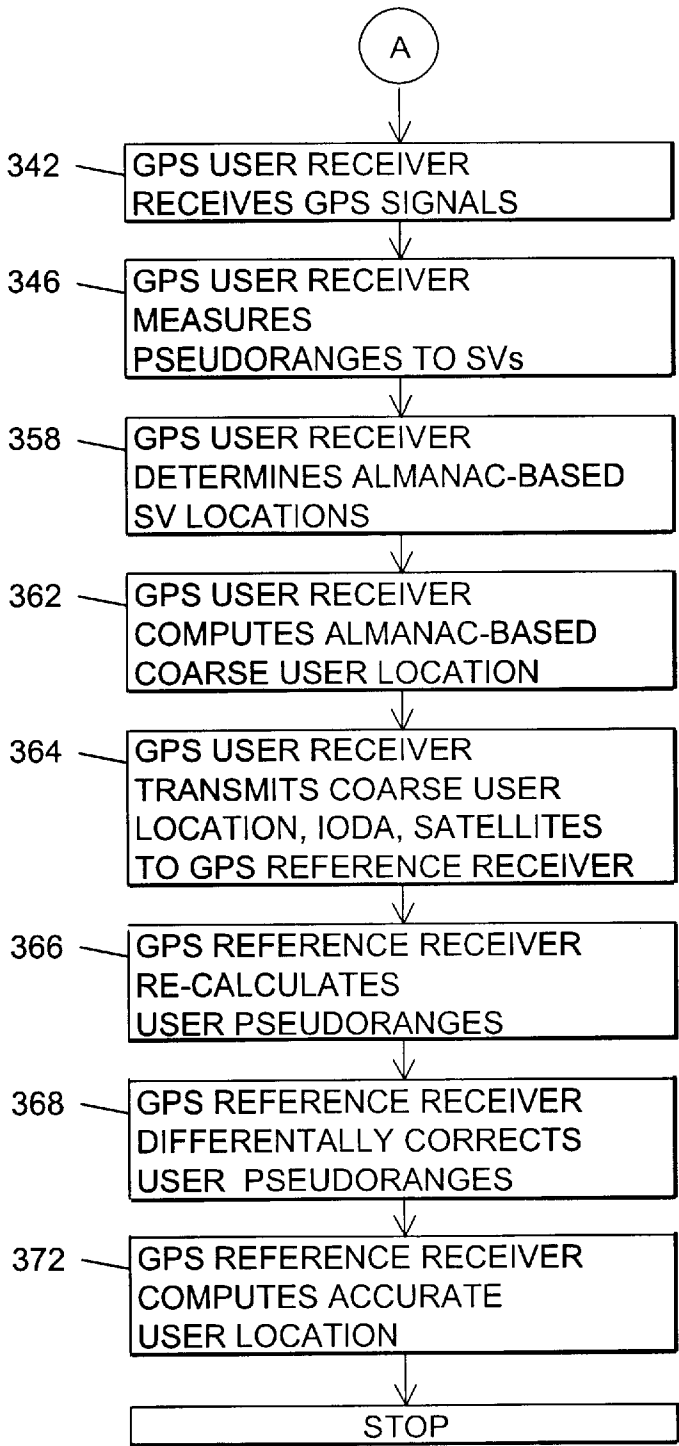 A
342
GPS USER RECEIVER
RECEIVES GPS SIGNALS
346
GPS USER RECEIVER
MEASURES
PSEUDORANGES TO SVs
358
GPS USER RECEIVER
DETERMINES ALMANAC-BASED
SV LOCATIONS
362
GPS USER RECEIVER
COMPUTES ALMANAC-BASED
COARSE USER LOCATION
364
GPS USER RECEIVER
TRANSMITS COARSE USER
LOCATION, IODA, SATELLITES
TO GPS REFERENCE RECEIVER
366
GPS REFERENCE RECEIVER
RE-CALCULATES
USER PSEUDORANGES
368
GPS REFERENCE RECEIVER
DIFFERENTIALLY CORRECTS
USER PSEUDORANGES
372
GPS REFERENCE RECEIVER
COMPUTES ACCURATE
USER LOCATION
STOP